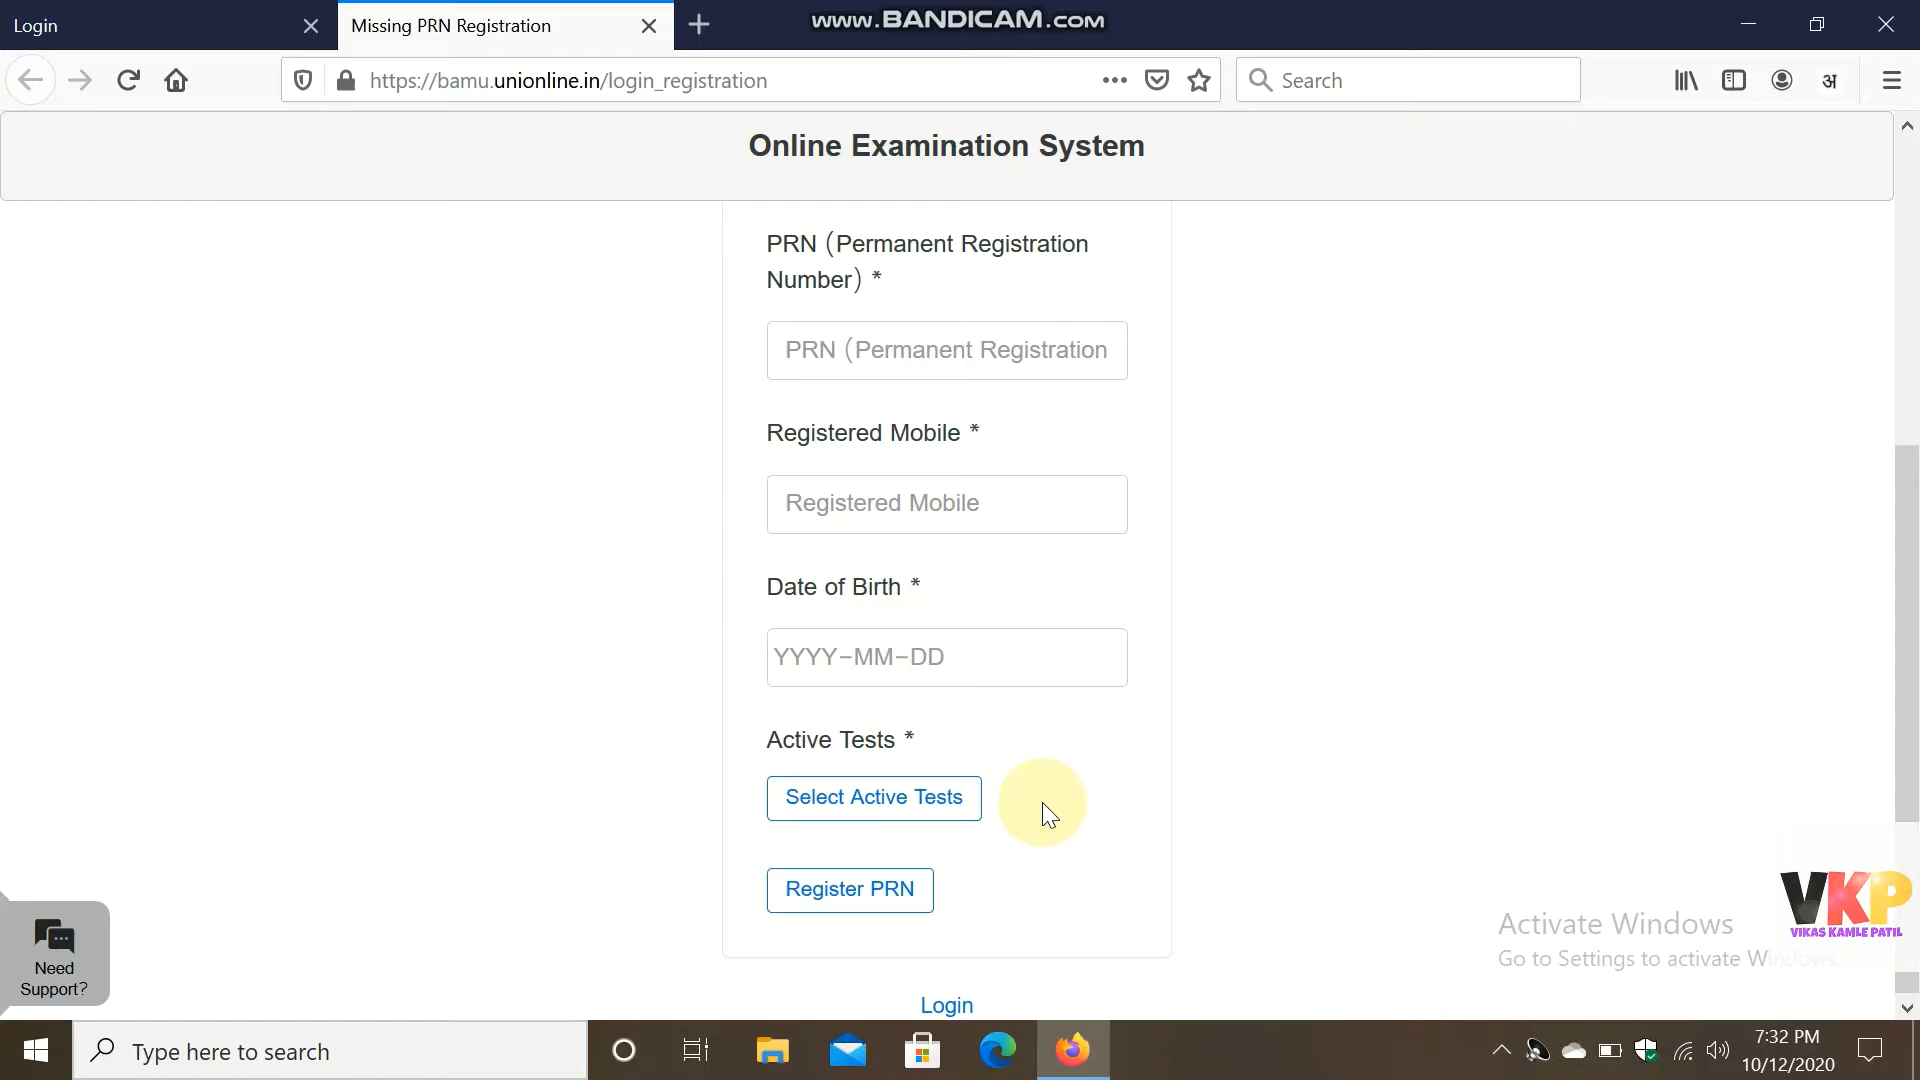 Login
Missing PRN Registration
www.BANDICAM.com
https://bamu.unionline.in/login_registration
Search
अ
Online Examination System
PRN (Permanent Registration
Number) *
PRN (Permanent Registration
Registered Mobile *
Registered Mobile
Date of Birth *
YYYY-MM-DD
Active Tests *
Select Active Tests
Register PRN
Login
Need
Support?
VKP
VIKAS KAMLE PATIL
Activate Windows
Go to Settings to activate Windows.
Type here to search
7:32 PM
10/12/2020